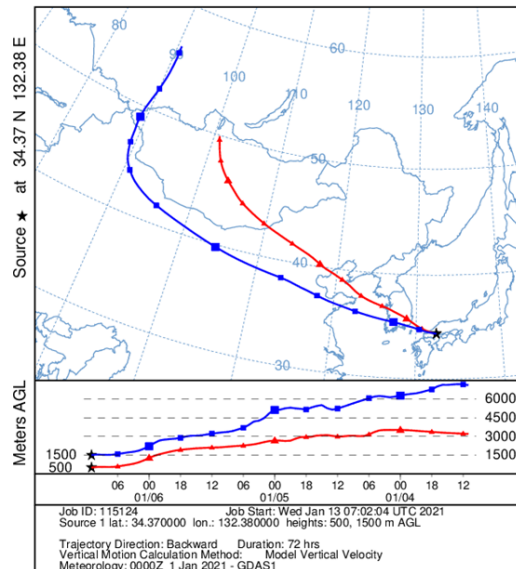 80
90
100
110
120
130
140
60
50
40
30
Source ★ at 34.37 N 132.38 E
Meters AGL
6000
4500
3000
1500
1500
500
06 00 18 12 06 00 18 12 06 00 18 12
01/06 01/05 01/04
Job ID: 115124 Job Start: Wed Jan 13 07:02:04 UTC 2021
Source 1 lat.: 34.370000 lon.: 132.380000 heights: 500, 1500 m AGL
Trajectory Direction: Backward Duration: 72 hrs
Vertical Motion Calculation Method: Model Vertical Velocity
Meteorology: 0000Z 1 Jan 2021 - GDAS1